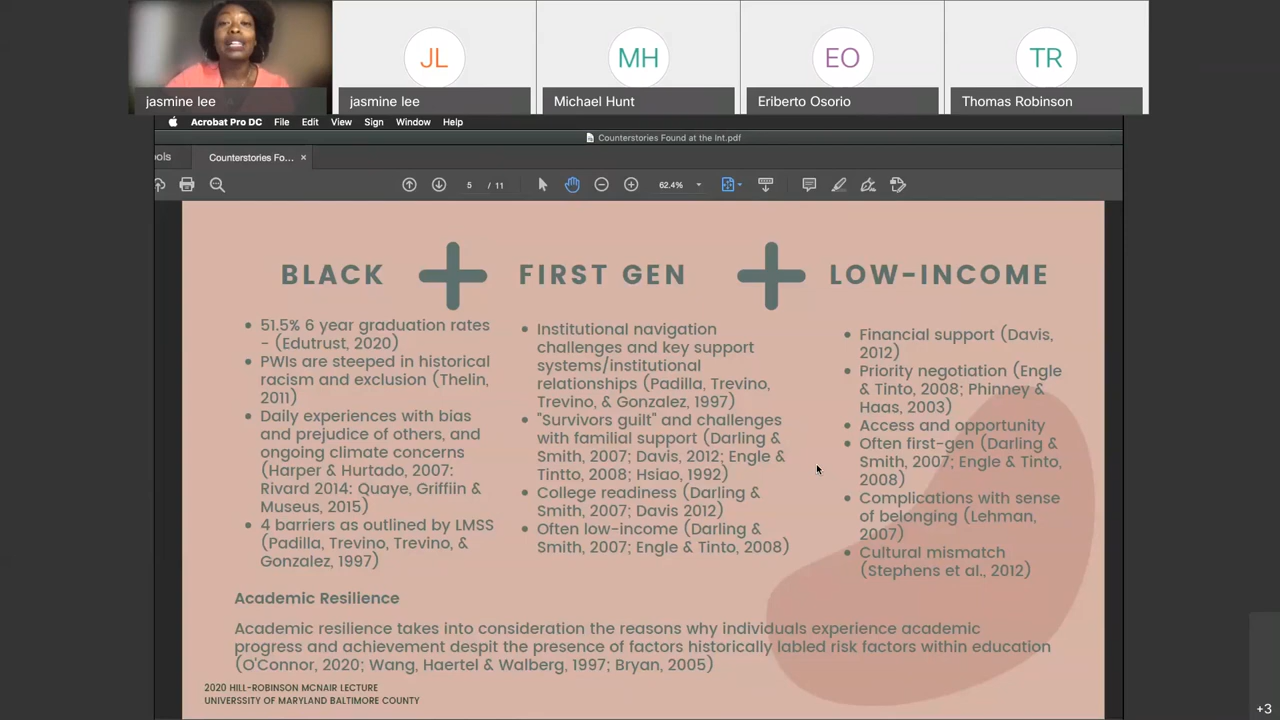 JL
MH
EO
TR
jasmine lee
jasmine lee
Michael Hunt
Eriberto Osorio
Thomas Robinson
Acrobat Pro DC File Edit View Sign Window Help
Counterstories Found at the Int.pdf
ools
Counterstories Fo... ×
5 / 11
62.4%
BLACK + FIRST GEN + LOW-INCOME
• 51.5% 6 year graduation rates
- (Edutrust, 2020)
• PWIs are steeped in historical
racism and exclusion (Thelin,
2011)
• Daily experiences with bias
and prejudice of others, and
ongoing climate concerns
(Harper & Hurtado, 2007:
Rivard 2014: Quaye, Griffiin &
Museus, 2015)
• 4 barriers as outlined by LMSS
(Padilla, Trevino, Trevino, &
Gonzalez, 1997)
• Institutional navigation
challenges and key support
systems/institutional
relationships (Padilla, Trevino,
Trevino, & Gonzalez, 1997)
• "Survivors guilt" and challenges
with familial support (Darling &
Smith, 2007; Davis, 2012; Engle &
Tintto, 2008; Hsiao, 1992)
• College readiness (Darling &
Smith, 2007; Davis 2012)
• Often low-income (Darling &
Smith, 2007; Engle & Tinto, 2008)
• Financial support (Davis,
2012)
• Priority negotiation (Engle
& Tinto, 2008; Phinney &
Haas, 2003)
• Access and opportunity
• Often first-gen (Darling &
Smith, 2007; Engle & Tinto,
2008)
• Complications with sense
of belonging (Lehman,
2007)
• Cultural mismatch
(Stephens et al., 2012)
Academic Resilience
Academic resilience takes into consideration the reasons why individuals experience academic
progress and achievement despit the presence of factors historically labled risk factors within education
(O'Connor, 2020; Wang, Haertel & Walberg, 1997; Bryan, 2005)
2020 HILL-ROBINSON MCNAIR LECTURE
UNIVERSSITY OF MARYLAND BALTIMORE COUNTY
+3